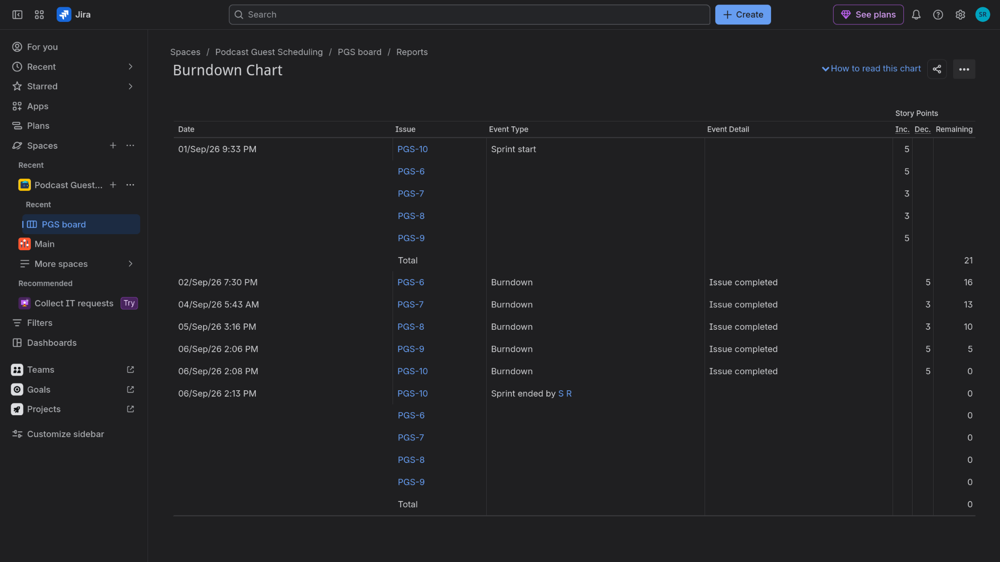 Jira
Search
Create
See plans
SR
For you
Recent
Starred
Apps
Plans
Spaces
Recent
Podcast Guest...
Recent
PGS board
Main
More spaces
Recommended
Collect IT requests Try
Filters
Dashboards
Teams
Goals
Projects
Customize sidebar
Spaces / Podcast Guest Scheduling / PGS board / Reports
Burndown Chart
How to read this chart
Story Points
Date Issue Event Type Event Detail Inc. Dec. Remaining
01/Sep/26 9:33 PM PGS-10 Sprint start 5
PGS-6 5
PGS-7 3
PGS-8 3
PGS-9 5
Total 21
02/Sep/26 7:30 PM PGS-6 Burndown Issue completed 5 16
04/Sep/26 5:43 AM PGS-7 Burndown Issue completed 3 13
05/Sep/26 3:16 PM PGS-8 Burndown Issue completed 3 10
06/Sep/26 2:06 PM PGS-9 Burndown Issue completed 5 5
06/Sep/26 2:08 PM PGS-10 Burndown Issue completed 5 0
06/Sep/26 2:13 PM PGS-10 Sprint ended by S R 0
PGS-6 0
PGS-7 0
PGS-8 0
PGS-9 0
Total 0